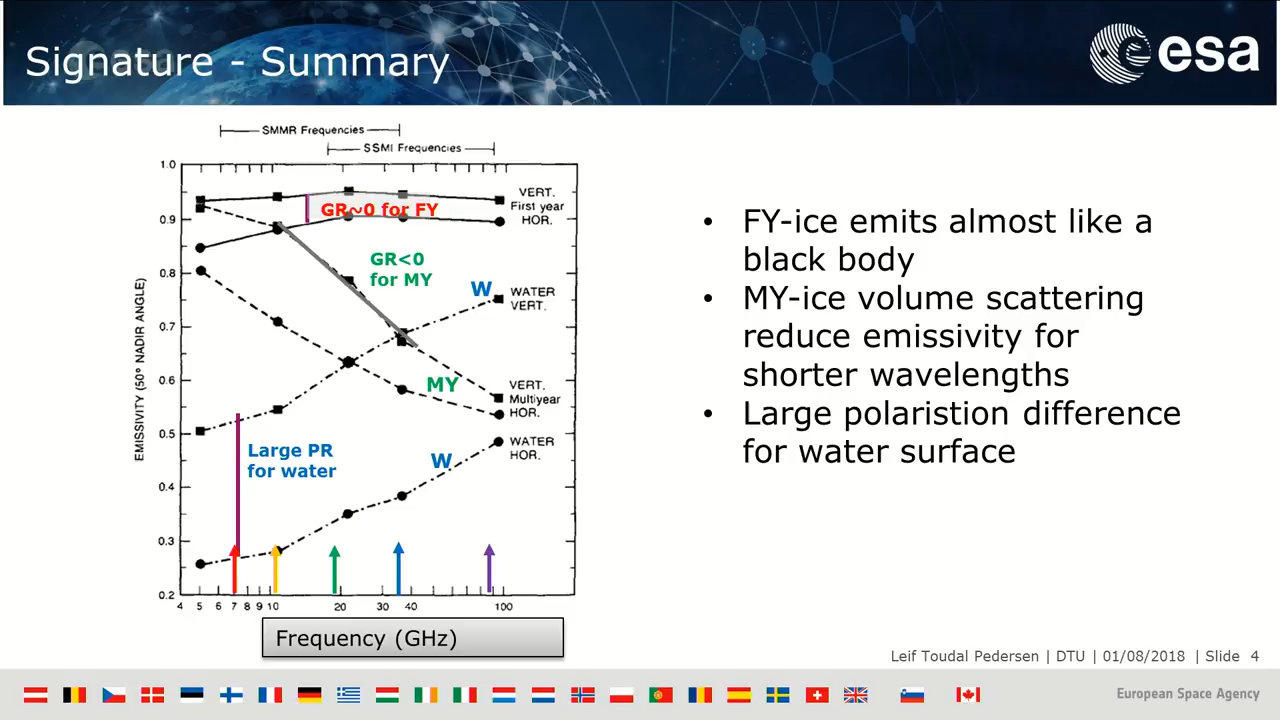 Signature - Summary
esa
SMMR Frequencies
SSMI Frequencies
1.0
0.9
0.8
0.7
0.6
0.5
0.4
0.3
0.2
EMISSIVITY (50° NADIR ANGLE)
VERT.
First year
HOR.
GR~0 for FY
GR<0
for MY
W
WATER
VERT.
MY
VERT.
Multiyear
HOR.
Large PR
for water
W
WATER
HOR.
4 5 6 7 8 9 10 20 30 40 100
Frequency (GHz)
• FY-ice emits almost like a
black body
• MY-ice volume scattering
reduce emissivity for
shorter wavelengths
• Large polaristion difference
for water surface
Leif Toudal Pedersen | DTU | 01/08/2018 | Slide 4
European Space Agency